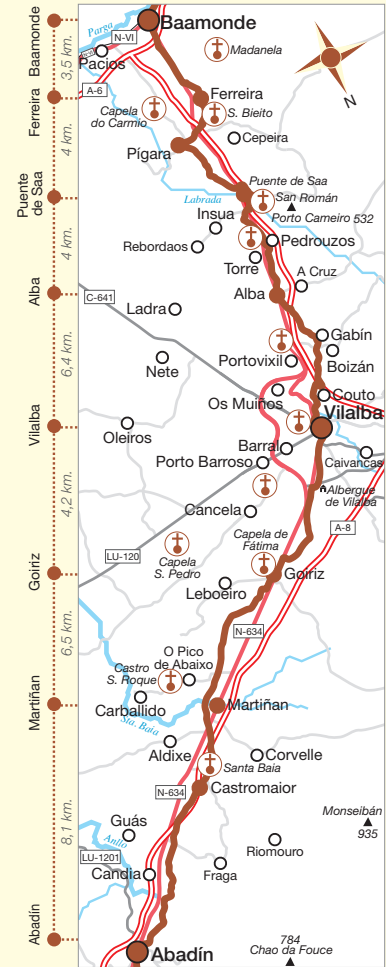 Baamonde
3,5 km.
Ferreira
4 km.
Puente
de Saa
4 km.
Alba
6,4 km.
Vilalba
4,2 km.
Goiriz
6,5 km.
Martiñan
8,1 km.
Abadín
Parga
Baamonde
N-VI
Pacios
Madanela
N
A-6
Ferreira
Capela
do Carmio
S. Bieito
Cepeira
Pígara
Puente de Saa
Labrada
San Román
Insua
Porto Carneiro 532
Rebordaos
Pedrouzos
Torre
A Cruz
Alba
C-641
Ladra
Gabín
Nete
Portovixil
Boizán
Os Muiños
Couto
Vilalba
Oleiros
Barral
Porto Barroso
Caivancas
Albergue
de Vilalba
Cancela
A-8
Capela de
Fátima
Capela
S. Pedro
LU-120
Goiriz
Leboeiro
N-634
O Pico
de Abaixo
Castro
S. Roque
Carballido
Martiñan
Sta. Baia
Aldixe
Corvelle
Santa Baia
N-634
Castromaior
Monseibán
935
Guás
Anllo
Riomouro
LU-1201
Candia
Fraga
Abadín
784
Chao da Fouce